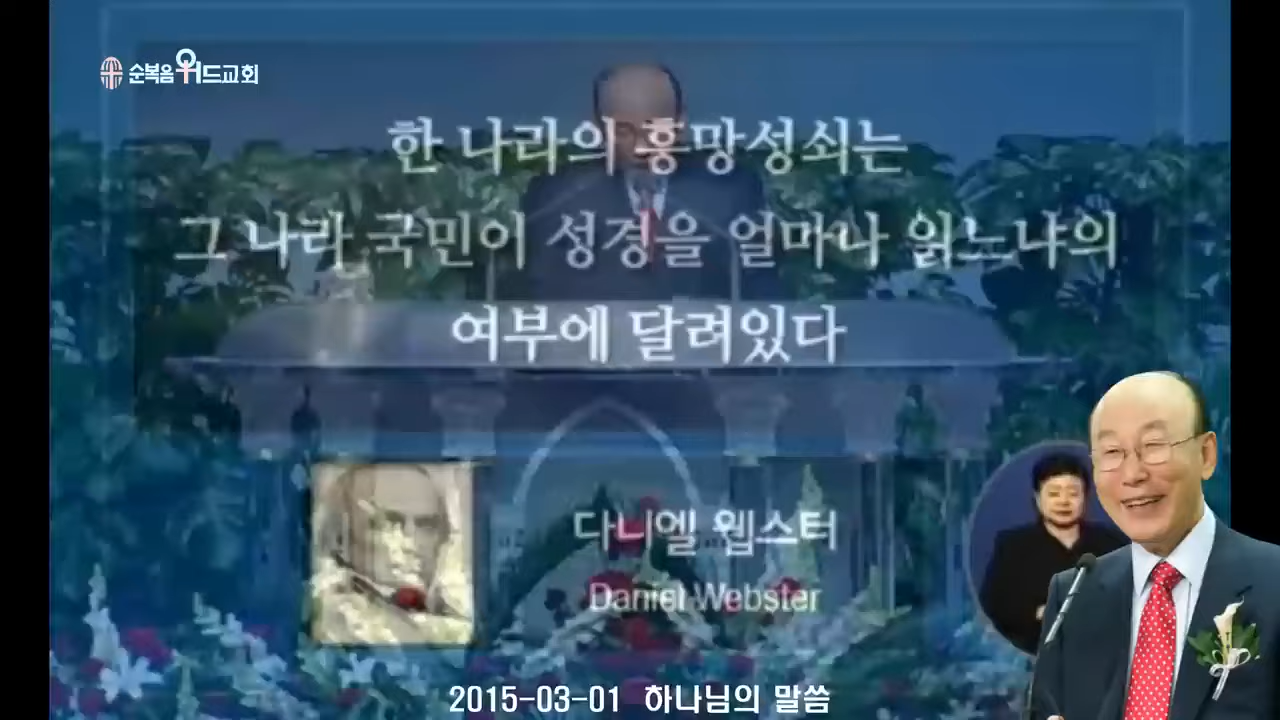 순복음워드교회
한 나라의 흥망성쇠는
그 나라 국민이 성경을 얼마나 읽느냐의
여부에 달려있다
다니엘 웹스터
Daniel Webster
2015-03-01 하나님의 말씀